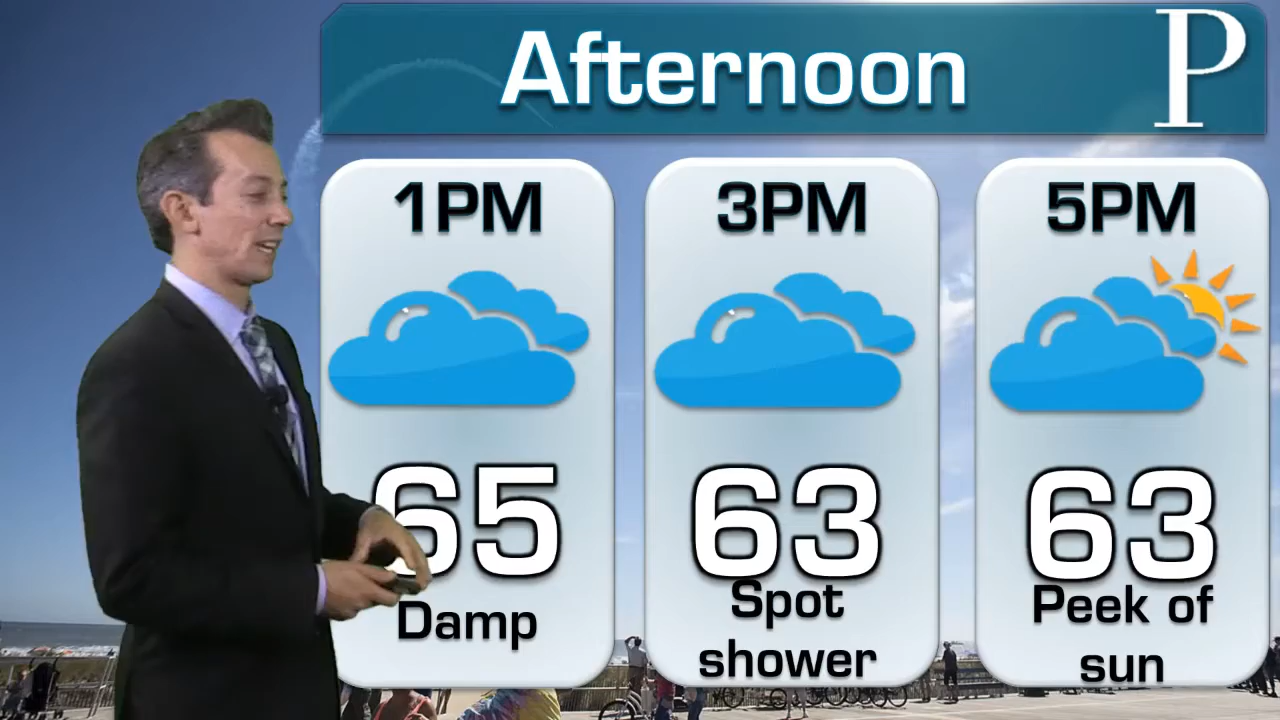 Afternoon
P
1PM
3PM
5PM
65
63
63
Damp
Spot
shower
Peek of
sun